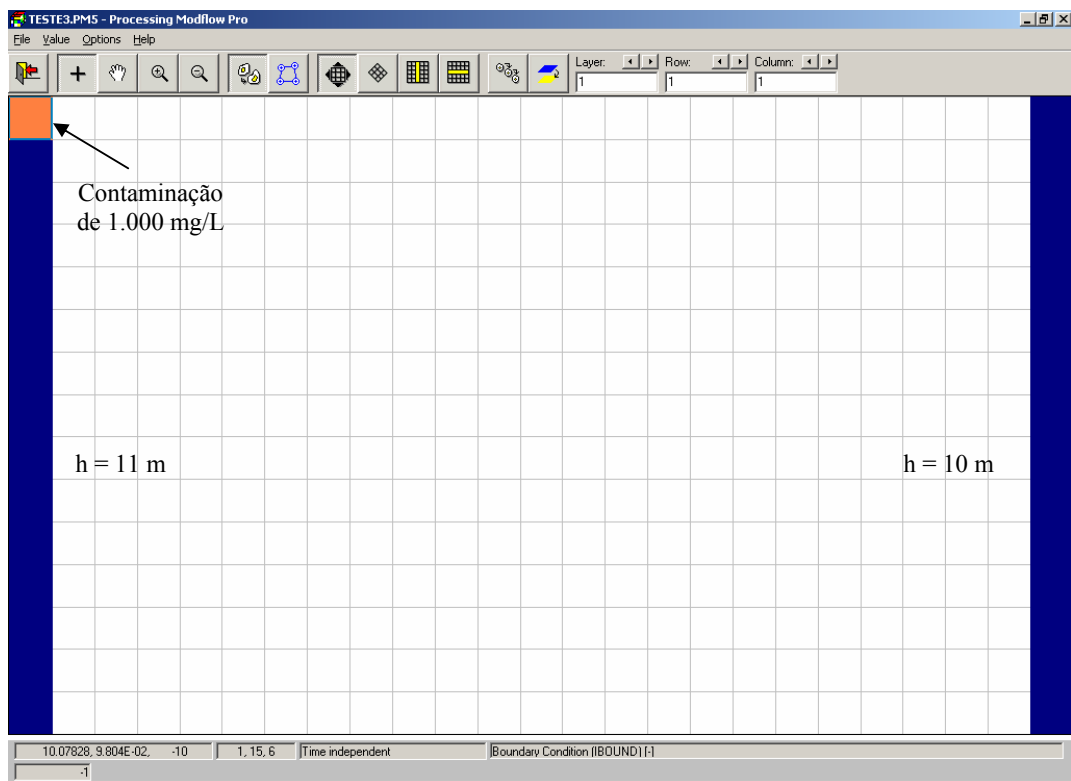 TESTE3.PM5 - Processing Modflow Pro
File Value Options Help
Layer: Row: Column:
1 1 1
Contaminação
de 1.000 mg/L
h = 11 m h = 10 m
10.07828, 9.804E-02, -10 1, 15, 6 Time independent Boundary Condition (IBOUND) [-]
-1